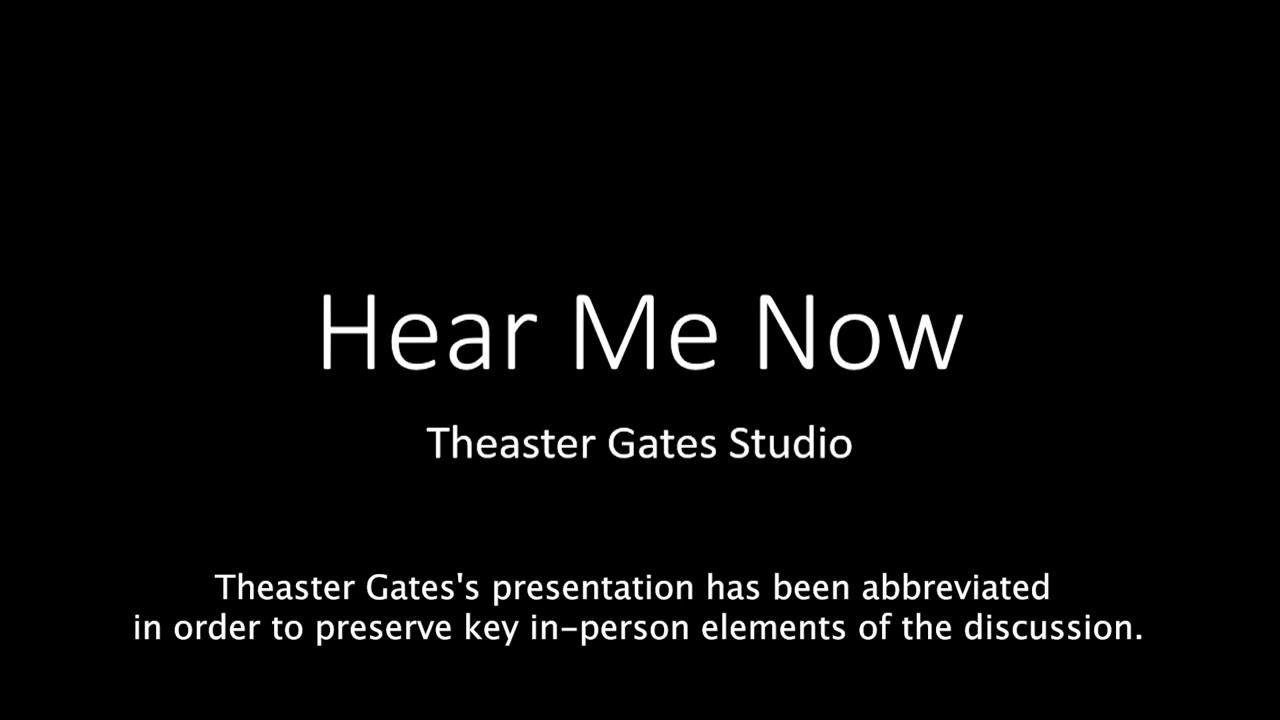 Hear Me Now
Theaster Gates Studio
Theaster Gates's presentation has been abbreviated
in order to preserve key in-person elements of the discussion.